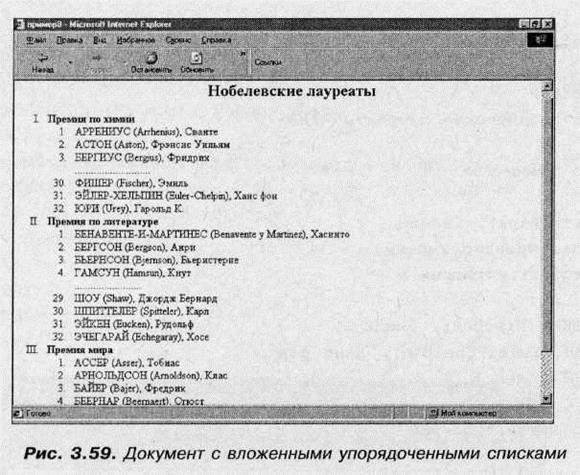 пример3 - Microsoft Internet Explorer
Файл Правка Вид Избранное Сервис Справка
Назад Остановить Обновить » Ссылки
Нобелевские лауреаты
I. Премия по химии
1. АРРЕНИУС (Arrhenius), Сванте
2. АСТОН (Aston), Фрэнсис Уильям
3. БЕРГИУС (Bergius), Фридрих
........................
30. ФИШЕР (Fischer), Эмиль
31. ЭЙЛЕР-ХЕЛЬПИН (Euler-Chelpin), Ханс фон
32. ЮРИ (Urey), Гарольд К.
II. Премия по литературе
1. БЕНАВЕНТЕ-И-МАРТИНЕС (Benavente y Martinez), Хасинто
2. БЕРГСОН (Bergson), Анри
3. БЬЕРНСОН (Bjernson), Бьеристерне
4. ГАМСУН (Hamsun), Кнут
........................
29. ШОУ (Shaw), Джордж Бернард
30. ШПИТТЕЛЕР (Spitteler), Карл
31. ЭЙКЕН (Eucken), Рудольф
32. ЭЧЕГАРАЙ (Echegaray), Хосе
III. Премия мира
1. АССЕР (Asser), Тобиас
2. АРНОЛЬДСОН (Arnoldson), Клас
3. БАЙЕР (Bajer), Фредрик
4. БЕЕРНАР (Beernaert), Огюст
Готово Мой компьютер
Рис. 3.59. Документ с вложенными упорядоченными списками